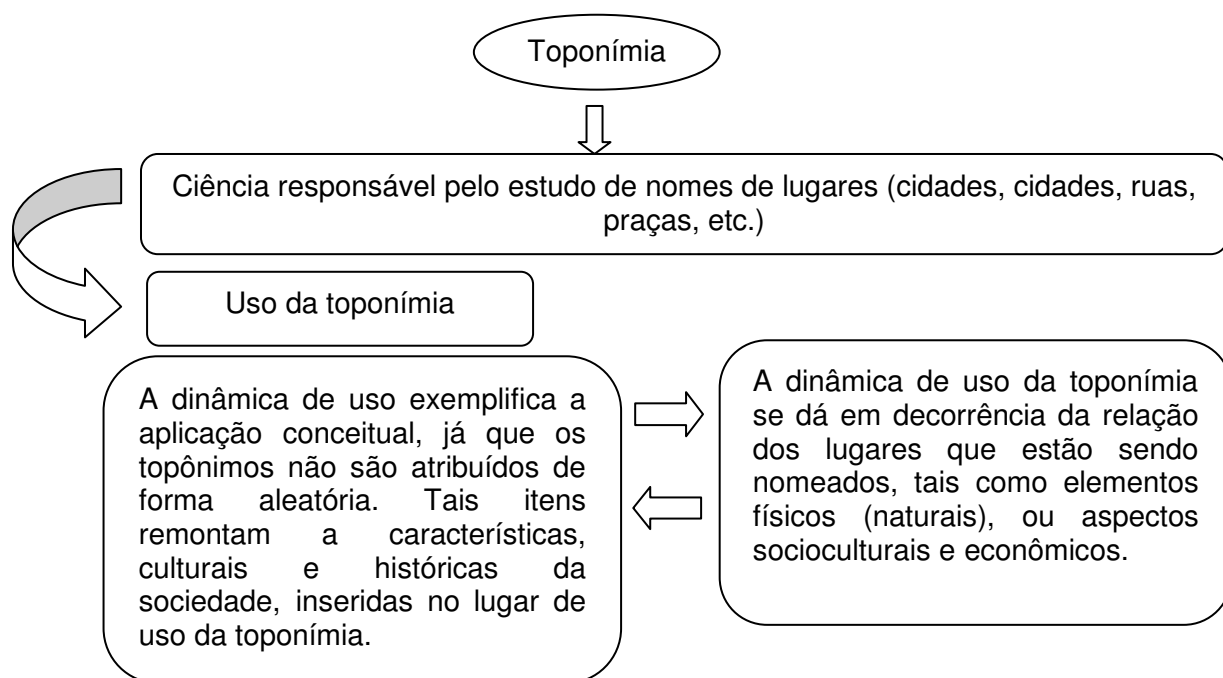 Toponímia
Ciência responsável pelo estudo de nomes de lugares (cidades, cidades, ruas,
praças, etc.)
Uso da toponímia
A dinâmica de uso exemplifica a
aplicação conceitual, já que os
topônimos não são atribuídos de
forma aleatória. Tais itens
remontam a características,
culturais e históricas da
sociedade, inseridas no lugar de
uso da toponímia.
A dinâmica de uso da toponímia
se dá em decorrência da relação
dos lugares que estão sendo
nomeados, tais como elementos
físicos (naturais), ou aspectos
socioculturais e econômicos.